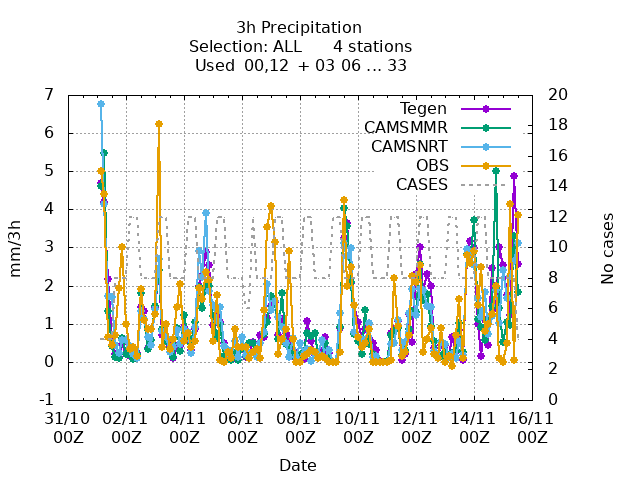 3h Precipitation
Selection: ALL      4 stations
Used  00,12  + 03 06 ... 33
7 20
6 18
5 16
4 14
3 12
2 10
1 8
0 6
-1 4
2
0
mm/3h
No cases
Tegen
CAMSMMR
CAMSNRT
OBS
CASES
31/10 02/11 04/11 06/11 08/11 10/11 12/11 14/11 16/11
00Z 00Z 00Z 00Z 00Z 00Z 00Z 00Z 00Z
Date